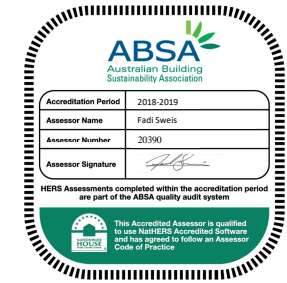 ABSA
Australian Building
Sustainability Association
Accreditation Period 2018-2019
Assessor Name Fadi Sweis
Assessor Number 20390
Assessor Signature
HERS Assessments completed within the accreditation period
are part of the ABSA quality audit system
This Accredited Assessor is qualified
to use NatHERS Accredited Software
and has agreed to follow an Assessor
Code of Practice
NATIONWIDE
HOUSE